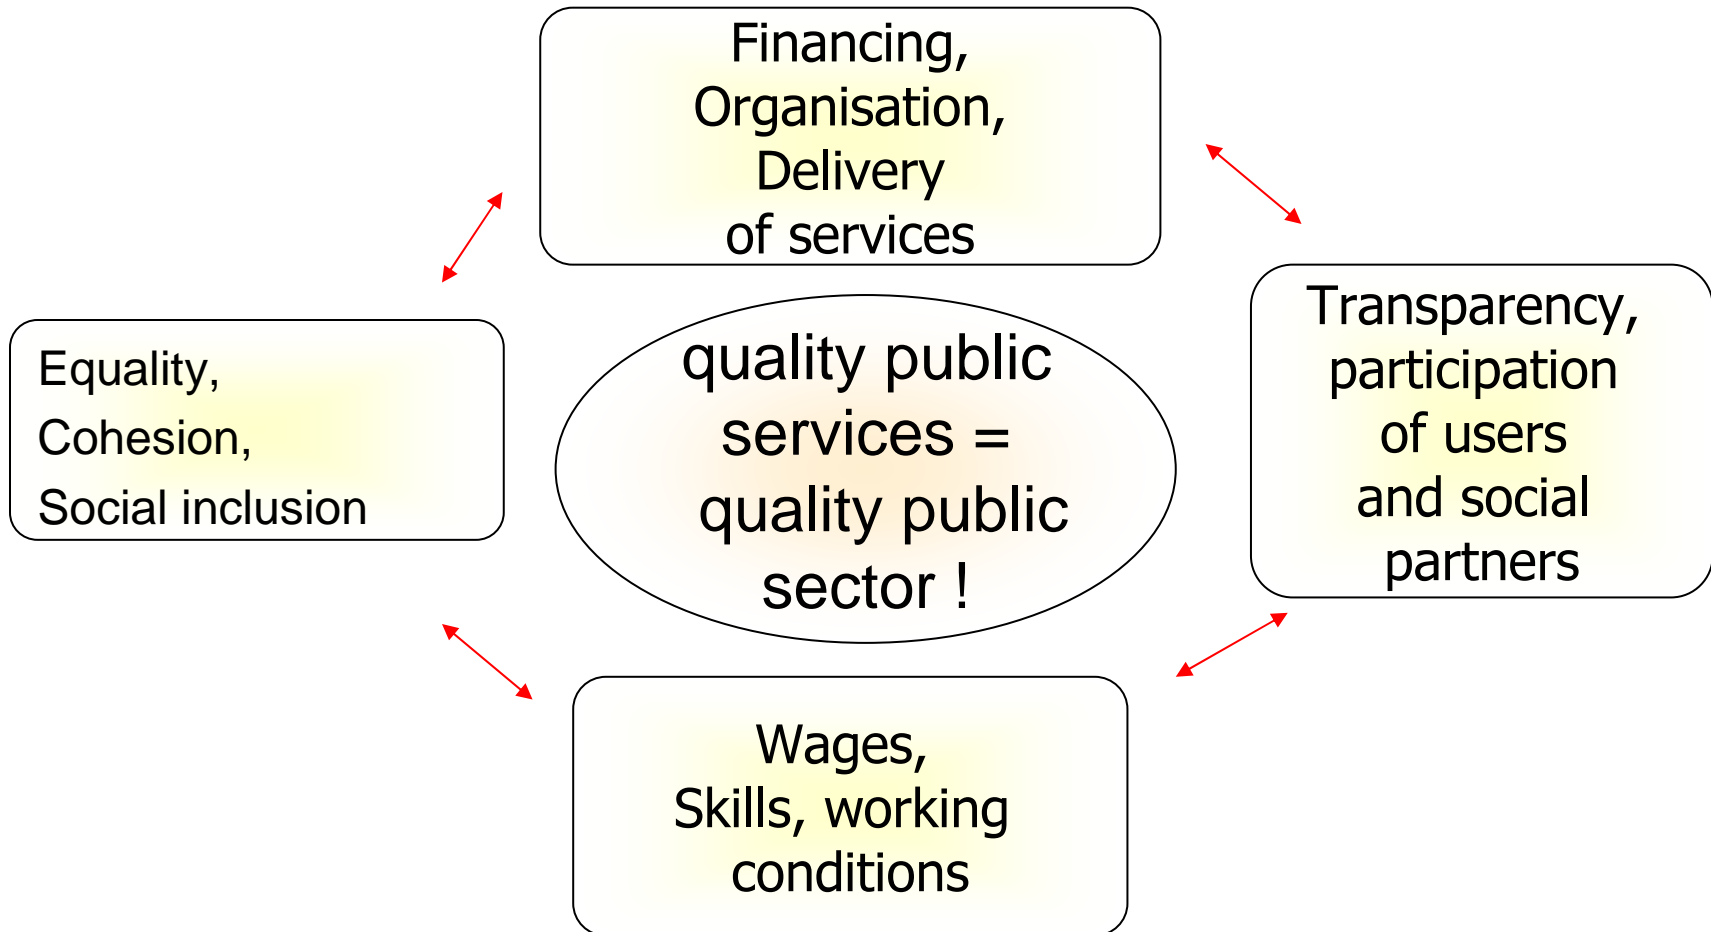 Financing,
Organisation,
Delivery
of services
Equality,
Cohesion,
Social inclusion
quality public
services =
quality public
sector !
Transparency,
participation
of users
and social
partners
Wages,
Skills, working
conditions